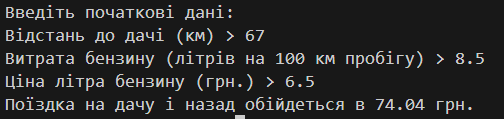 Введіть початкові дані:
Відстань до дачі (км) > 67
Витрата бензину (літрів на 100 км пробігу) > 8.5
Ціна літра бензину (грн.) > 6.5
Поїздка на дачу і назад обійдеться в 74.04 грн.